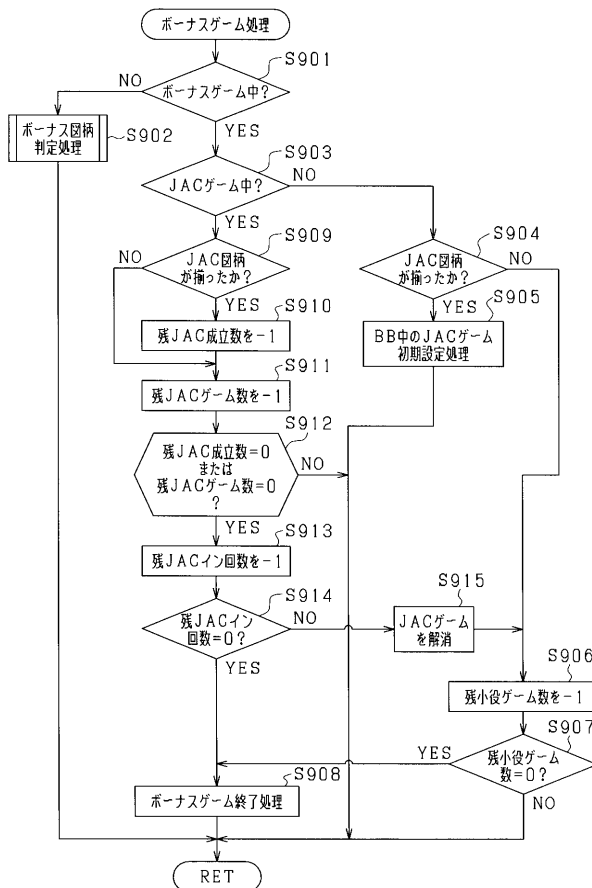 ボーナスゲーム処理
S901
ボーナスゲーム中?
NO
YES
S902
ボーナス図柄
判定処理
S903
JACゲーム中?
NO
YES
S909
JAC図柄
が揃ったか?
NO
YES
S904
JAC図柄
が揃ったか?
NO
YES
S910
残JAC成立数を−1
S905
BB中のJACゲーム
初期設定処理
S911
残JACゲーム数を−1
S912
残JAC成立数=0
または
残JACゲーム数=0
?
NO
YES
S913
残JACイン回数を−1
S914
残JACイン
回数=0?
NO
YES
S915
JACゲーム
を解消
S906
残小役ゲーム数を−1
S907
残小役ゲーム
数=0?
YES
NO
S908
ボーナスゲーム終了処理
RET